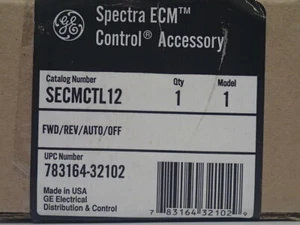 Spectra ECM™
Control® Accessory
Catalog Number Qty Model
SECMCTL12 1 1
FWD/REV/AUTO/OFF
UPC Number
783164-32102
Made in USA
GE Electrical
Distribution & Control
7 83164 32102 9